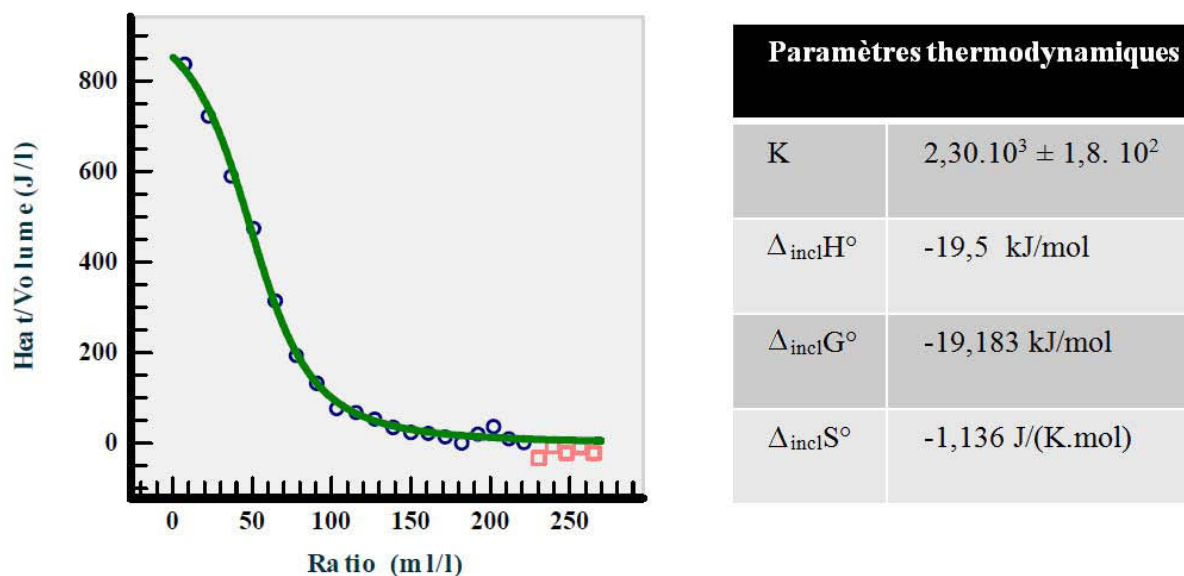 800
600
400
200
0
Heat/Volume (J/l)
0 50 100 150 200 250
Ratio (ml/l)
Paramètres thermodynamiques
K 2,30.10³ ± 1,8. 10²
ΔinclH° -19,5 kJ/mol
ΔinclG° -19,183 kJ/mol
ΔinclS° -1,136 J/(K.mol)